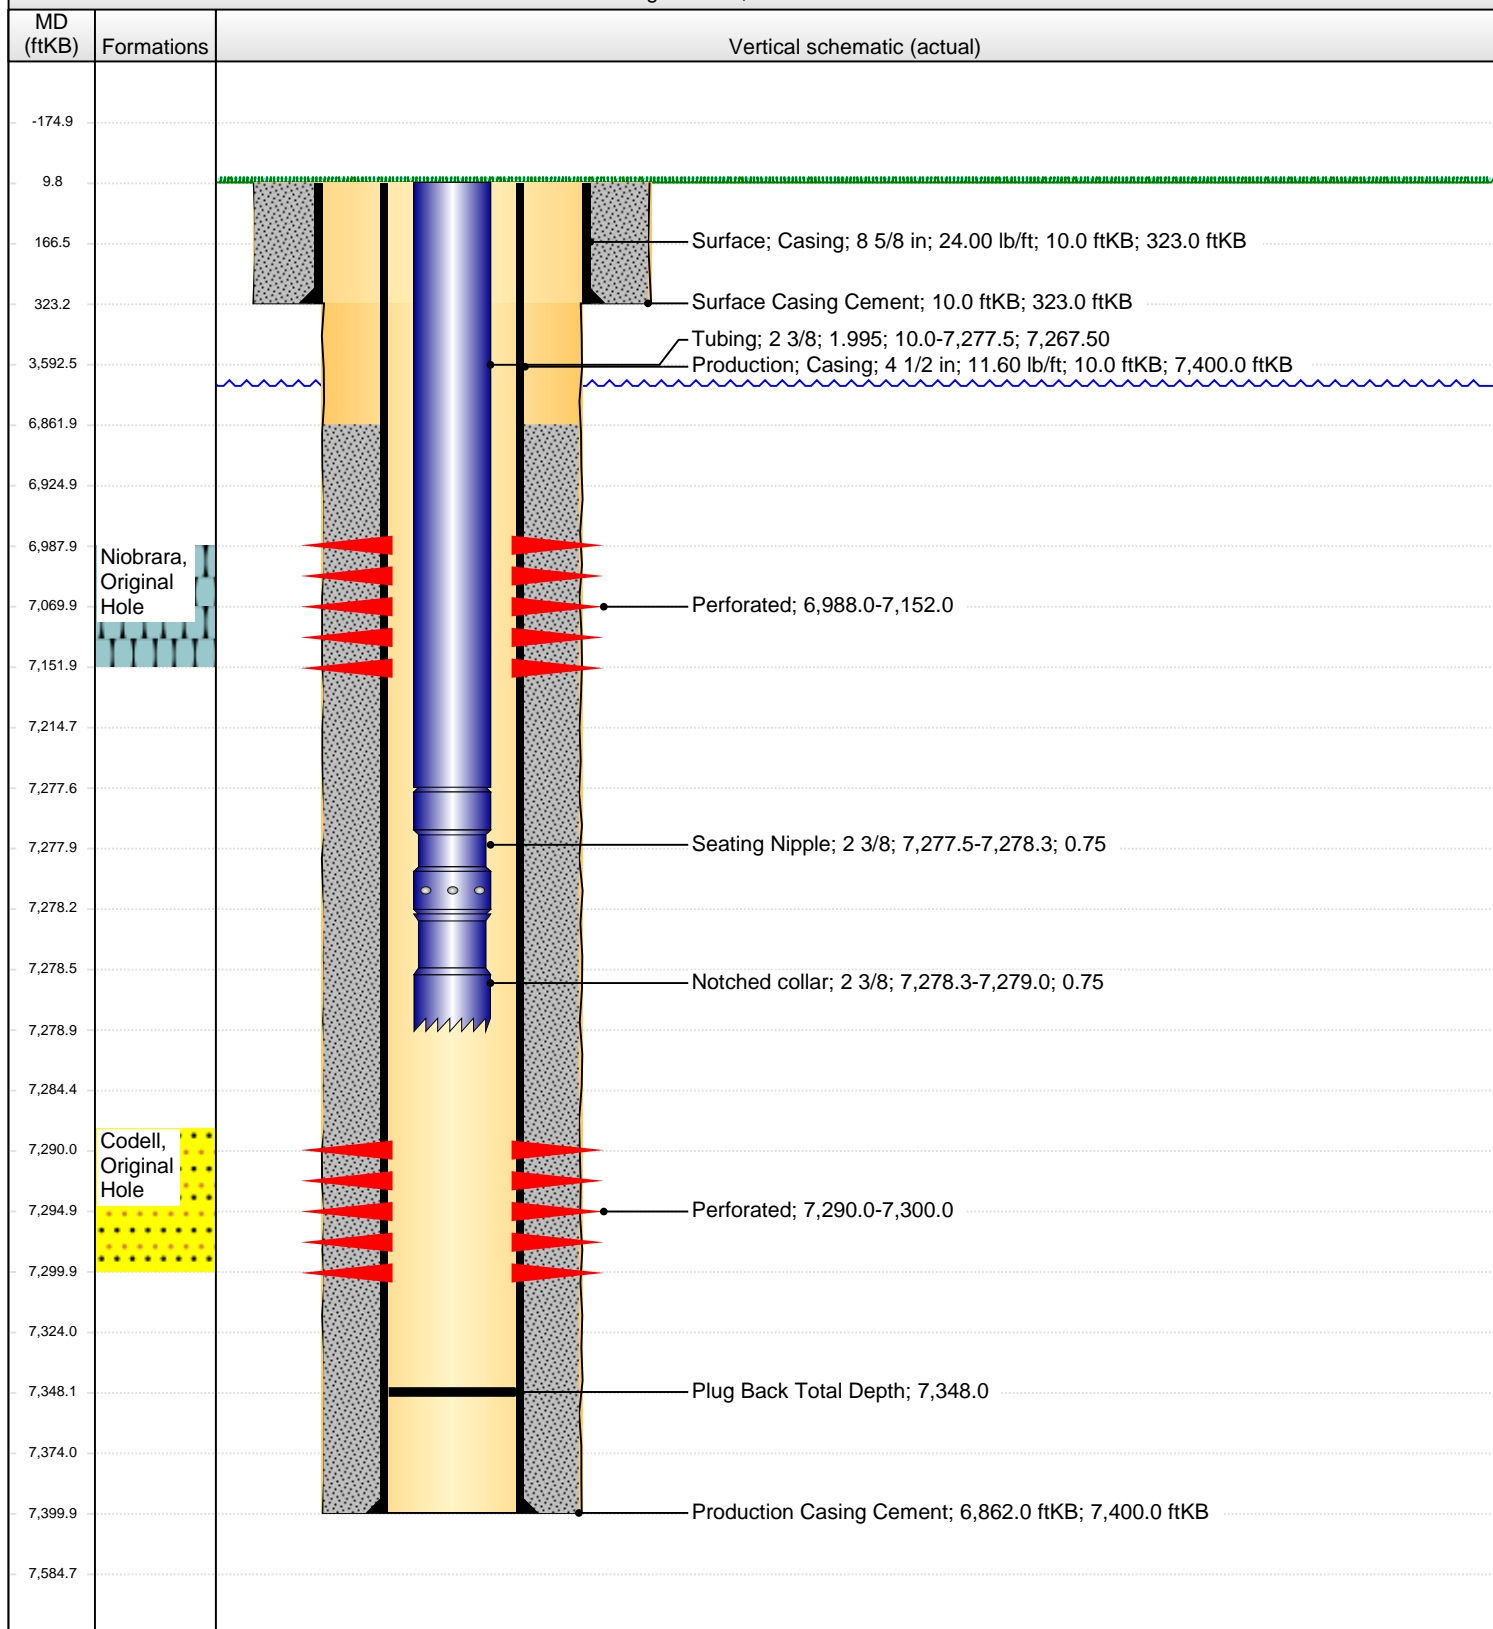 MD
(ftKB)
Formations
Vertical schematic (actual)
-174.9
9.8
166.5
Surface; Casing; 8 5/8 in; 24.00 lb/ft; 10.0 ftKB; 323.0 ftKB
323.2
Surface Casing Cement; 10.0 ftKB; 323.0 ftKB
Tubing; 2 3/8; 1.995; 10.0-7,277.5; 7,267.50
3,592.5
Production; Casing; 4 1/2 in; 11.60 lb/ft; 10.0 ftKB; 7,400.0 ftKB
6,861.9
6,924.9
6,987.9
Niobrara,
Original
Hole
7,069.9
Perforated; 6,988.0-7,152.0
7,151.9
7,214.7
7,277.6
7,277.9
Seating Nipple; 2 3/8; 7,277.5-7,278.3; 0.75
7,278.2
7,278.5
Notched collar; 2 3/8; 7,278.3-7,279.0; 0.75
7,278.9
7,284.4
7,290.0
Codell,
Original
Hole
7,294.9
Perforated; 7,290.0-7,300.0
7,299.9
7,324.0
7,348.1
Plug Back Total Depth; 7,348.0
7,374.0
7,399.9
Production Casing Cement; 6,862.0 ftKB; 7,400.0 ftKB
7,584.7